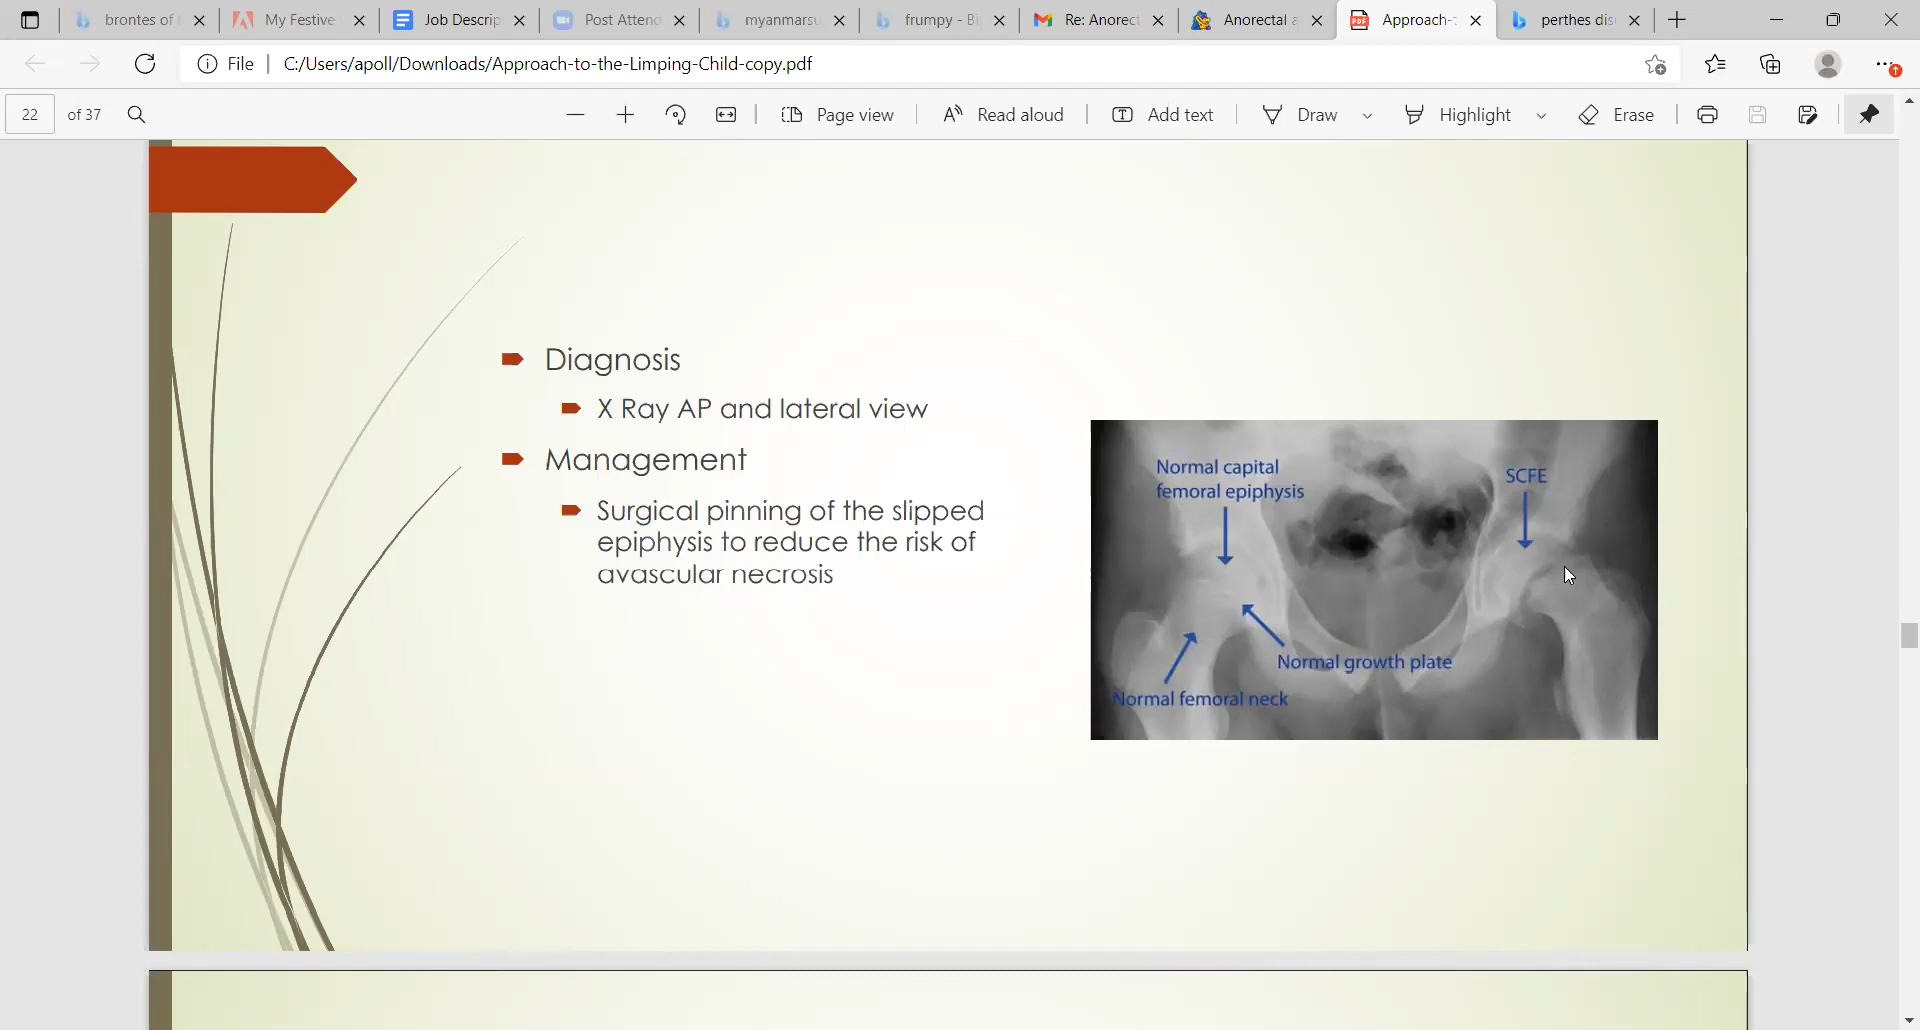 brontes of
My Festive
Job Descrip
Post Attend
myanmarsu
frumpy - Bi
Re: Anorect
Anorectal a
Approach-t
perthes dis
File
C:/Users/apoll/Downloads/Approach-to-the-Limping-Child-copy.pdf
22
of 37
Page view
Read aloud
Add text
Draw
Highlight
Erase
Diagnosis
X Ray AP and lateral view
Management
Surgical pinning of the slipped
epiphysis to reduce the risk of
avascular necrosis
Normal capital
femoral epiphysis
SCFE
Normal growth plate
Normal femoral neck